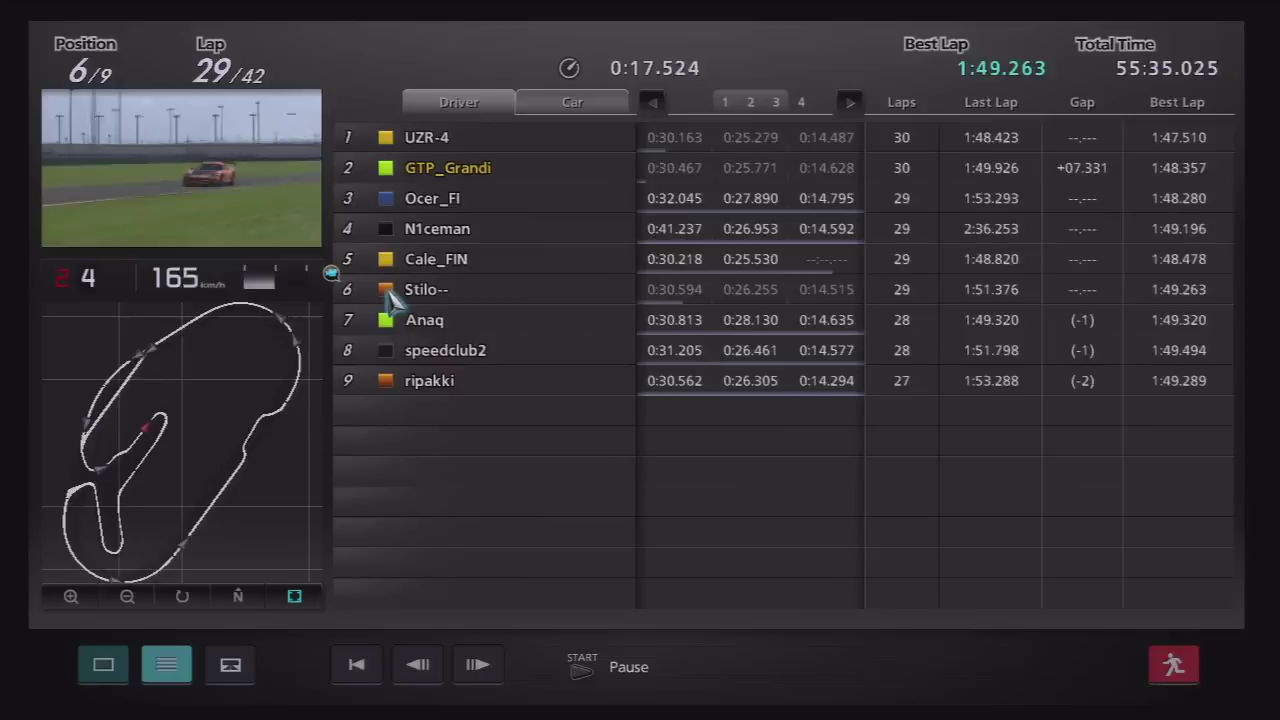 Position Lap Best Lap Total Time
6/9 29/42 0:17.524 1:49.263 55:35.025
Driver Car 1 2 3 4 Laps Last Lap Gap Best Lap
1 UZR-4 0:30.163 0:25.279 0:14.487 30 1:48.423 --.--- 1:47.510
2 GTP_Grandi 0:30.467 0:25.771 0:14.628 30 1:49.926 +07.331 1:48.357
3 Ocer_FI 0:32.045 0:27.890 0:14.795 29 1:53.293 --.--- 1:48.280
4 N1ceman 0:41.237 0:26.953 0:14.592 29 2:36.253 --.--- 1:49.196
5 Cale_FIN 0:30.218 0:25.530 --:--.--- 29 1:48.820 --.--- 1:48.478
6 Stilo-- 0:30.594 0:26.255 0:14.515 29 1:51.376 --.--- 1:49.263
7 Anaq 0:30.813 0:28.130 0:14.635 28 1:49.320 (-1) 1:49.320
8 speedclub2 0:31.205 0:26.461 0:14.577 28 1:51.798 (-1) 1:49.494
9 ripakki 0:30.562 0:26.305 0:14.294 27 1:53.288 (-2) 1:49.289
2 4 165 km/h
N
START Pause